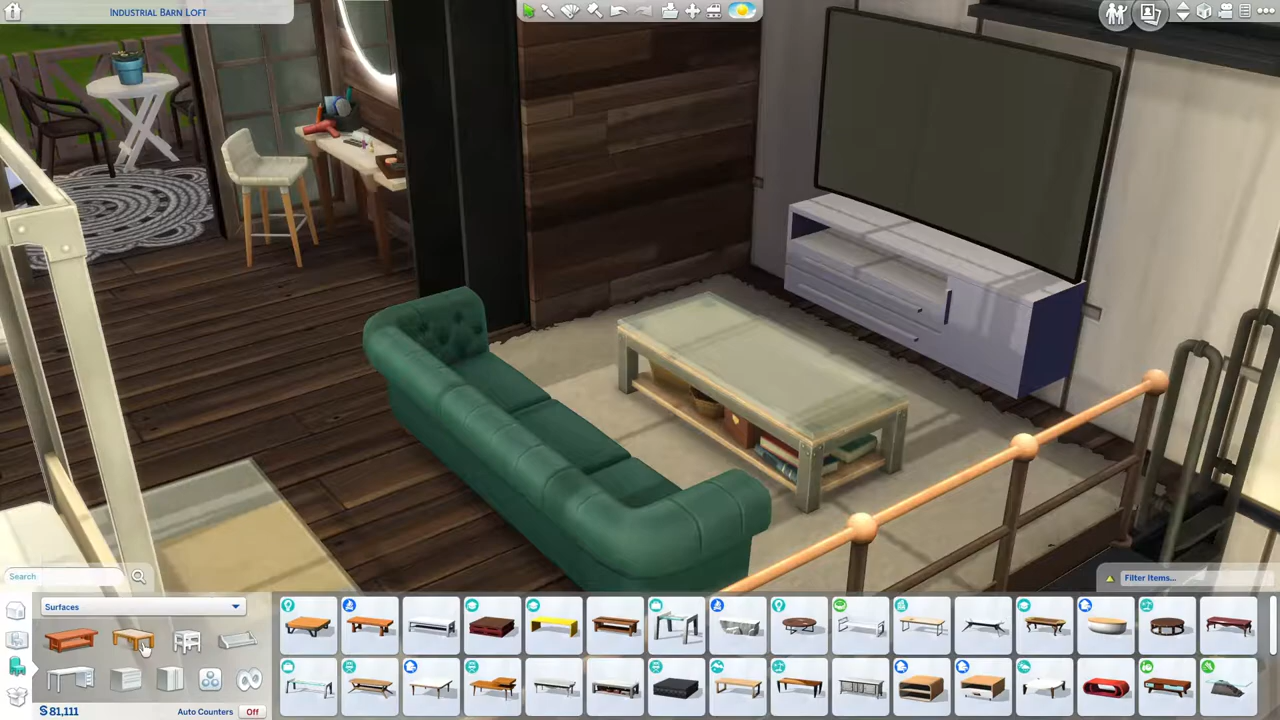 INDUSTRIAL BARN LOFT
Search
Filter Items...
Surfaces
§81,111
Auto Counters
Off